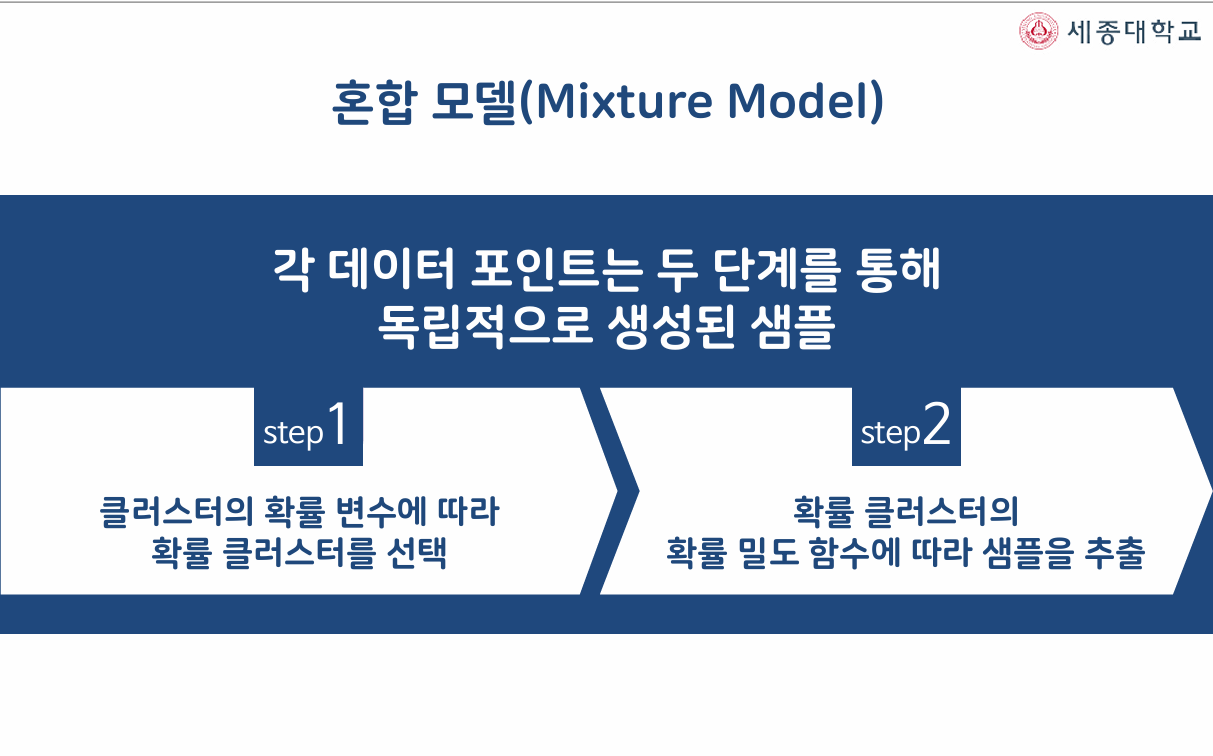 세종대학교
혼합 모델(Mixture Model)
각 데이터 포인트는 두 단계를 통해
독립적으로 생성된 샘플
step1
클러스터의 확률 변수에 따라
확률 클러스터를 선택
step2
확률 클러스터의
확률 밀도 함수에 따라 샘플을 추출